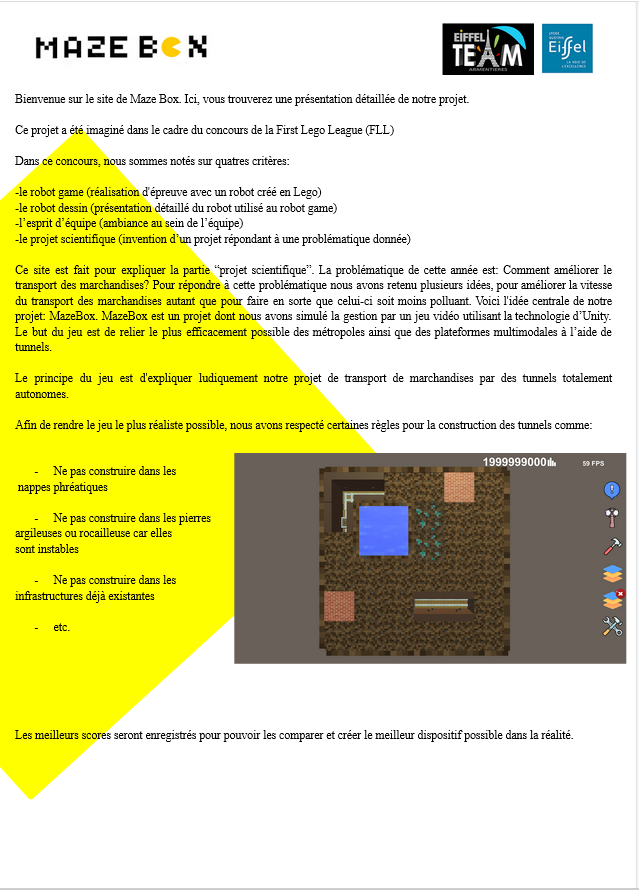 MAZE BOX
EIFFEL
TEAM
ARMENTIERES
LYCEE
GUSTAVE
Eiffel
LA VOIE DE
L'EXCELLENCE
Bienvenue sur le site de Maze Box. Ici, vous trouverez une présentation détaillée de notre projet.
Ce projet a été imaginé dans le cadre du concours de la First Lego League (FLL)
Dans ce concours, nous sommes notés sur quatres critères:
-le robot game (réalisation d'épreuve avec un robot créé en Lego)
-le robot dessin (présentation détaillé du robot utilisé au robot game)
-l’esprit d’équipe (ambiance au sein de l’équipe)
-le projet scientifique (invention d’un projet répondant à une problématique donnée)
Ce site est fait pour expliquer la partie “projet scientifique”. La problématique de cette année est: Comment améliorer le
transport des marchandises? Pour répondre à cette problématique nous avons retenu plusieurs idées, pour améliorer la vitesse
du transport des marchandises autant que pour faire en sorte que celui-ci soit moins polluant. Voici l'idée centrale de notre
projet: MazeBox. MazeBox est un projet dont nous avons simulé la gestion par un jeu vidéo utilisant la technologie d’Unity.
Le but du jeu est de relier le plus efficacement possible des métropoles ainsi que des plateformes multimodales à l’aide de
tunnels.
Le principe du jeu est d'expliquer ludiquement notre projet de transport de marchandises par des tunnels totalement
autonomes.
Afin de rendre le jeu le plus réaliste possible, nous avons respecté certaines règles pour la construction des tunnels comme:
- Ne pas construire dans les
nappes phréatiques
- Ne pas construire dans les pierres
argileuses ou rocailleuse car elles
sont instables
- Ne pas construire dans les
infrastructures déjà existantes
- etc.
1999999000
59 FPS
Les meilleurs scores seront enregistrés pour pouvoir les comparer et créer le meilleur dispositif possible dans la réalité.